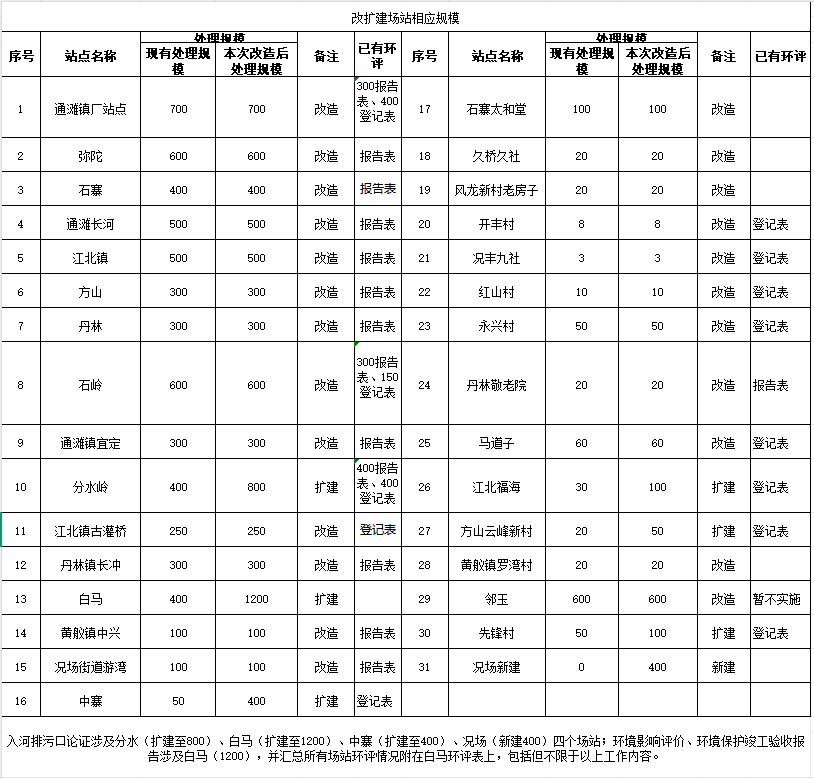 改扩建场站相应规模
序号 站点名称 处理规模 备注 已有环评 序号 站点名称 处理规模 备注 已有环评
现有处理规模 本次改造后处理规模 现有处理规模 本次改造后处理规模
1 通滩镇厂站点 700 700 改造 300报告表、400登记表 17 石寨太和堂 100 100 改造
2 弥陀 600 600 改造 报告表 18 久桥久社 20 20 改造
3 石寨 400 400 改造 报告表 19 风龙新村老房子 20 20 改造
4 通滩长河 500 500 改造 报告表 20 开丰村 8 8 改造 登记表
5 江北镇 500 500 改造 报告表 21 况丰九社 3 3 改造 登记表
6 方山 300 300 改造 报告表 22 红山村 10 10 改造 登记表
7 丹林 300 300 改造 报告表 23 永兴村 50 50 改造 登记表
8 石岭 600 600 改造 300报告表、150登记表 24 丹林敬老院 20 20 改造 报告表
9 通滩镇宜定 300 300 改造 报告表 25 马道子 60 60 改造 登记表
10 分水岭 400 800 扩建 400报告表、400登记表 26 江北福海 30 100 扩建 登记表
11 江北镇古灌桥 250 250 改造 登记表 27 方山云峰新村 20 50 扩建 登记表
12 丹林镇长冲 300 300 改造 报告表 28 黄舣镇罗湾村 20 20 改造
13 白马 400 1200 扩建 29 邻玉 600 600 改造 暂不实施
14 黄舣镇中兴 100 100 改造 报告表 30 先锋村 50 100 扩建 登记表
15 况场街道游湾 100 100 改造 报告表 31 况场新建 0 400 新建
16 中寨 50 400 扩建 登记表
入河排污口论证涉及分水（扩建至800）、白马（扩建至1200）、中寨（扩建至400）、况场（新建400）四个场站；环境影响评价、环境保护竣工验收报
告涉及白马（1200），并汇总所有场站环评情况附在白马环评表上，包括但不限于以上工作内容。